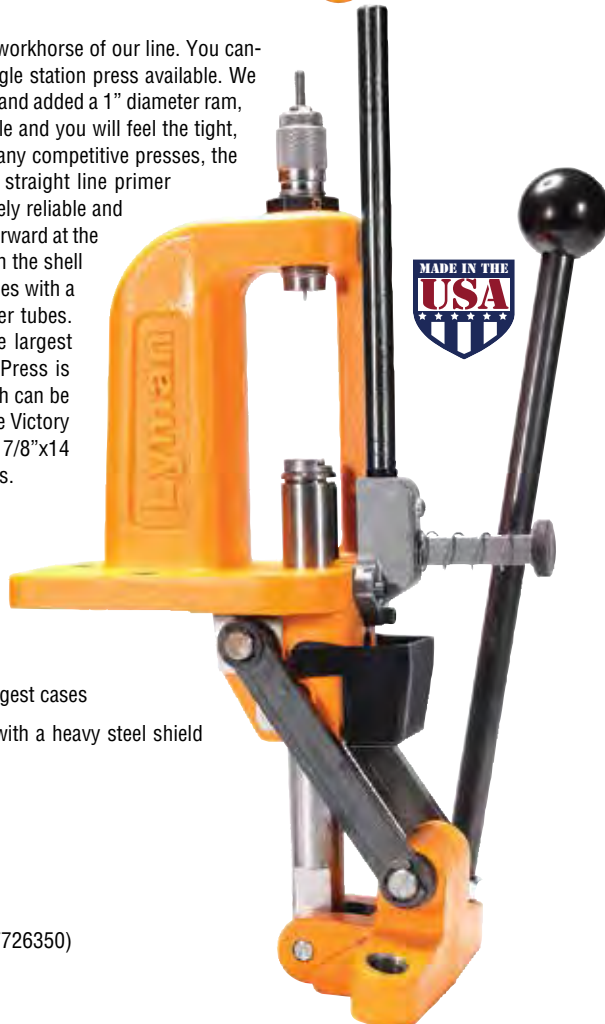 workhorse of our line. You can-
gle station press available. We
and added a 1” diameter ram,
le and you will feel the tight,
any competitive presses, the
straight line primer
ely reliable and
rward at the
n the shell
es with a
er tubes.
e largest
Press is
h can be
e Victory
7/8”x14
s.
Lyman
MADE IN THE
USA
gest cases
with a heavy steel shield
726350)